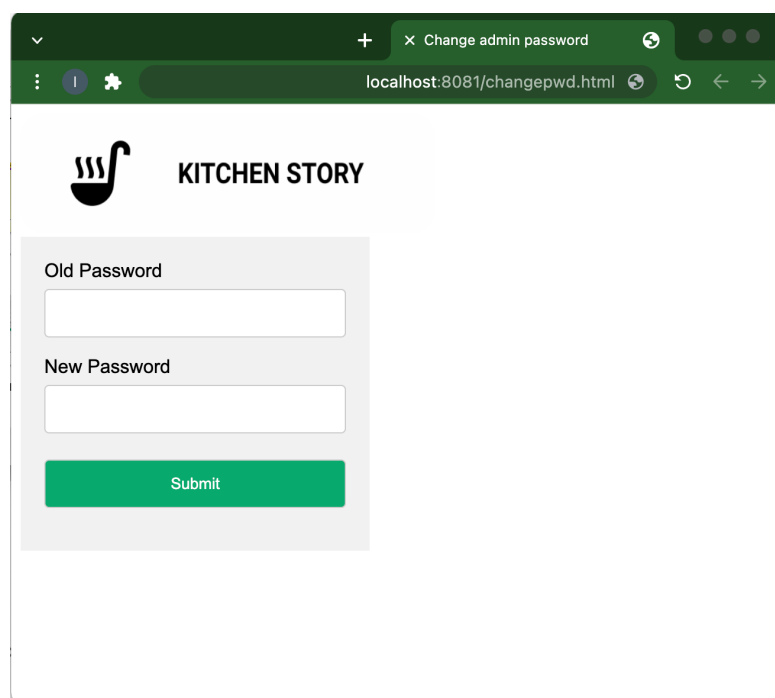 Change admin password
I
localhost:8081/changepwd.html
KITCHEN STORY
Old Password
New Password
Submit